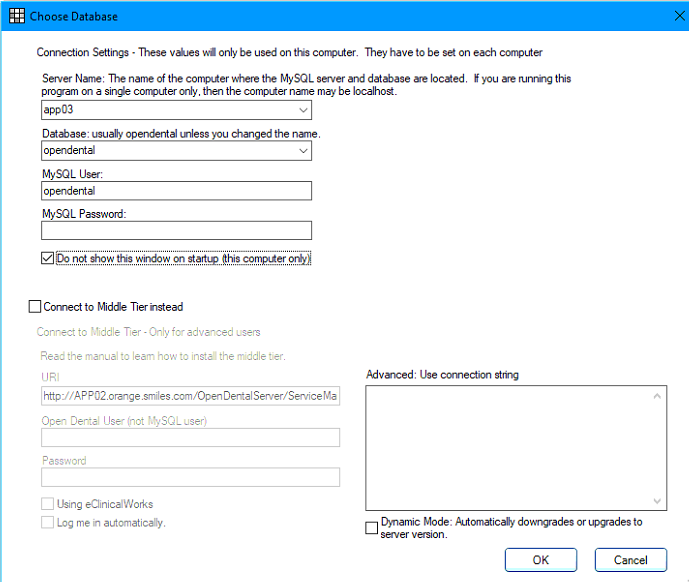 Choose Database
Connection Settings - These values will only be used on this computer. They have to be set on each computer
Server Name: The name of the computer where the MySQL server and database are located. If you are running this
program on a single computer only, then the computer name may be localhost.
app03
Database: usually opendental unless you changed the name.
opendental
MySQL User:
opendental
MySQL Password:
Do not show this window on startup (this computer only)
Connect to Middle Tier instead
Connect to Middle Tier - Only for advanced users
Read the manual to learn how to install the middle tier.
URI
http://APP02.orange.smiles.com/OpenDentalServer/ServiceMa
Open Dental User (not MySQL user)
Password
Using eClinicalWorks
Log me in automatically.
Advanced: Use connection string
Dynamic Mode: Automatically downgrades or upgrades to
server version.
OK
Cancel